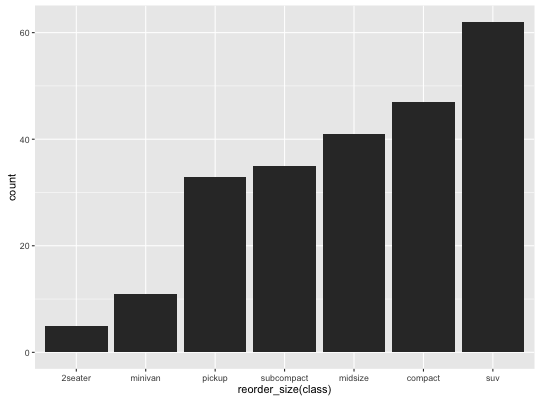 60
40
20
0
count
2seater minivan pickup subcompact midsize compact suv
reorder_size(class)